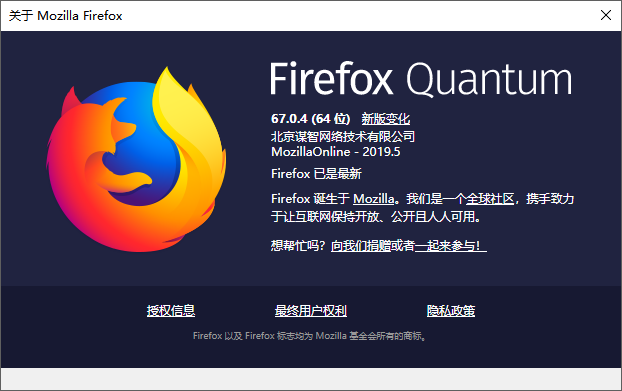 关于 Mozilla Firefox
Firefox Quantum
67.0.4 (64 位) 新版变化
北京谋智网络技术有限公司
MozillaOnline - 2019.5
Firefox 已是最新
Firefox 诞生于 Mozilla。我们是一个全球社区，携手致力
于让互联网保持开放、公开且人人可用。
想帮忙吗？向我们捐赠或者一起来参与！
授权信息 最终用户权利 隐私政策
Firefox 以及 Firefox 标志均为 Mozilla 基金会所有的商标。